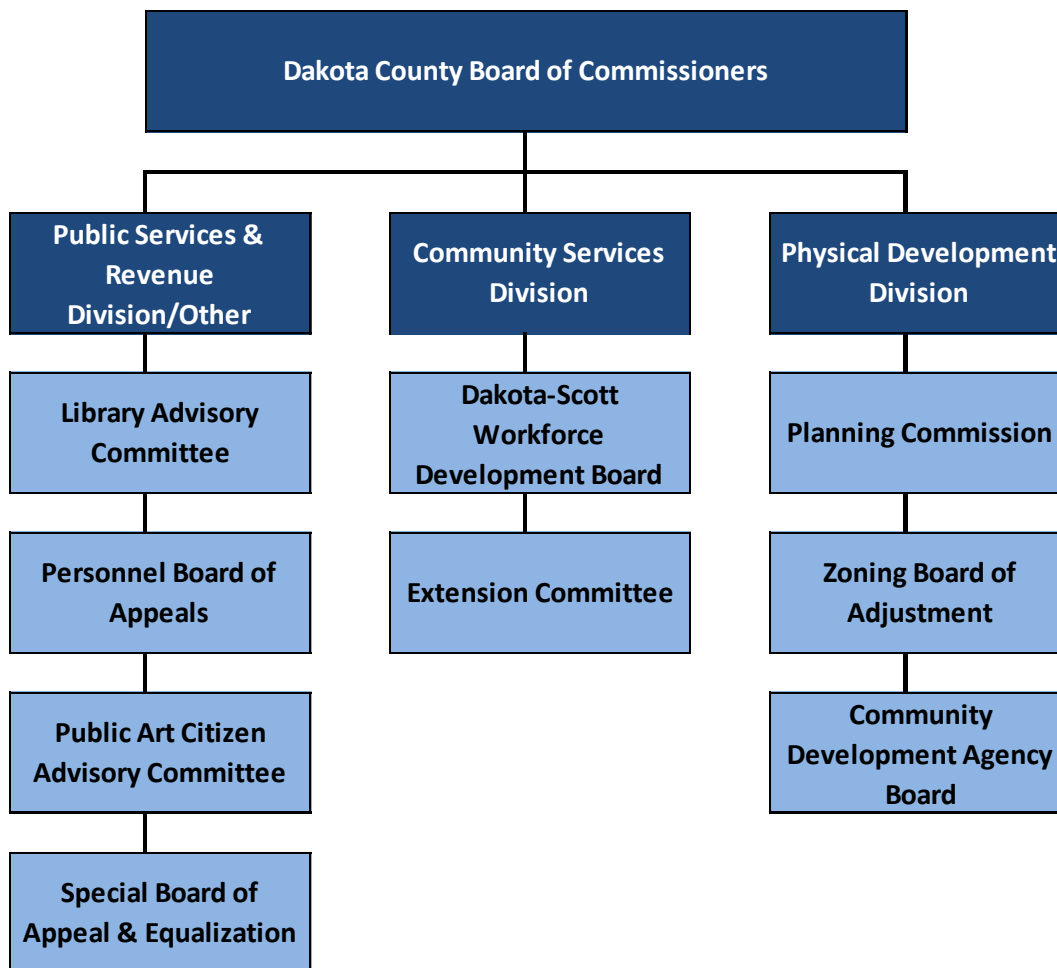 Dakota County Board of Commissioners
Public Services &
Revenue
Division/Other
Community Services
Division
Physical Development
Division
Library Advisory
Committee
Dakota-Scott
Workforce
Development Board
Planning Commission
Personnel Board of
Appeals
Extension Committee
Zoning Board of
Adjustment
Public Art Citizen
Advisory Committee
Community
Development Agency
Board
Special Board of
Appeal & Equalization